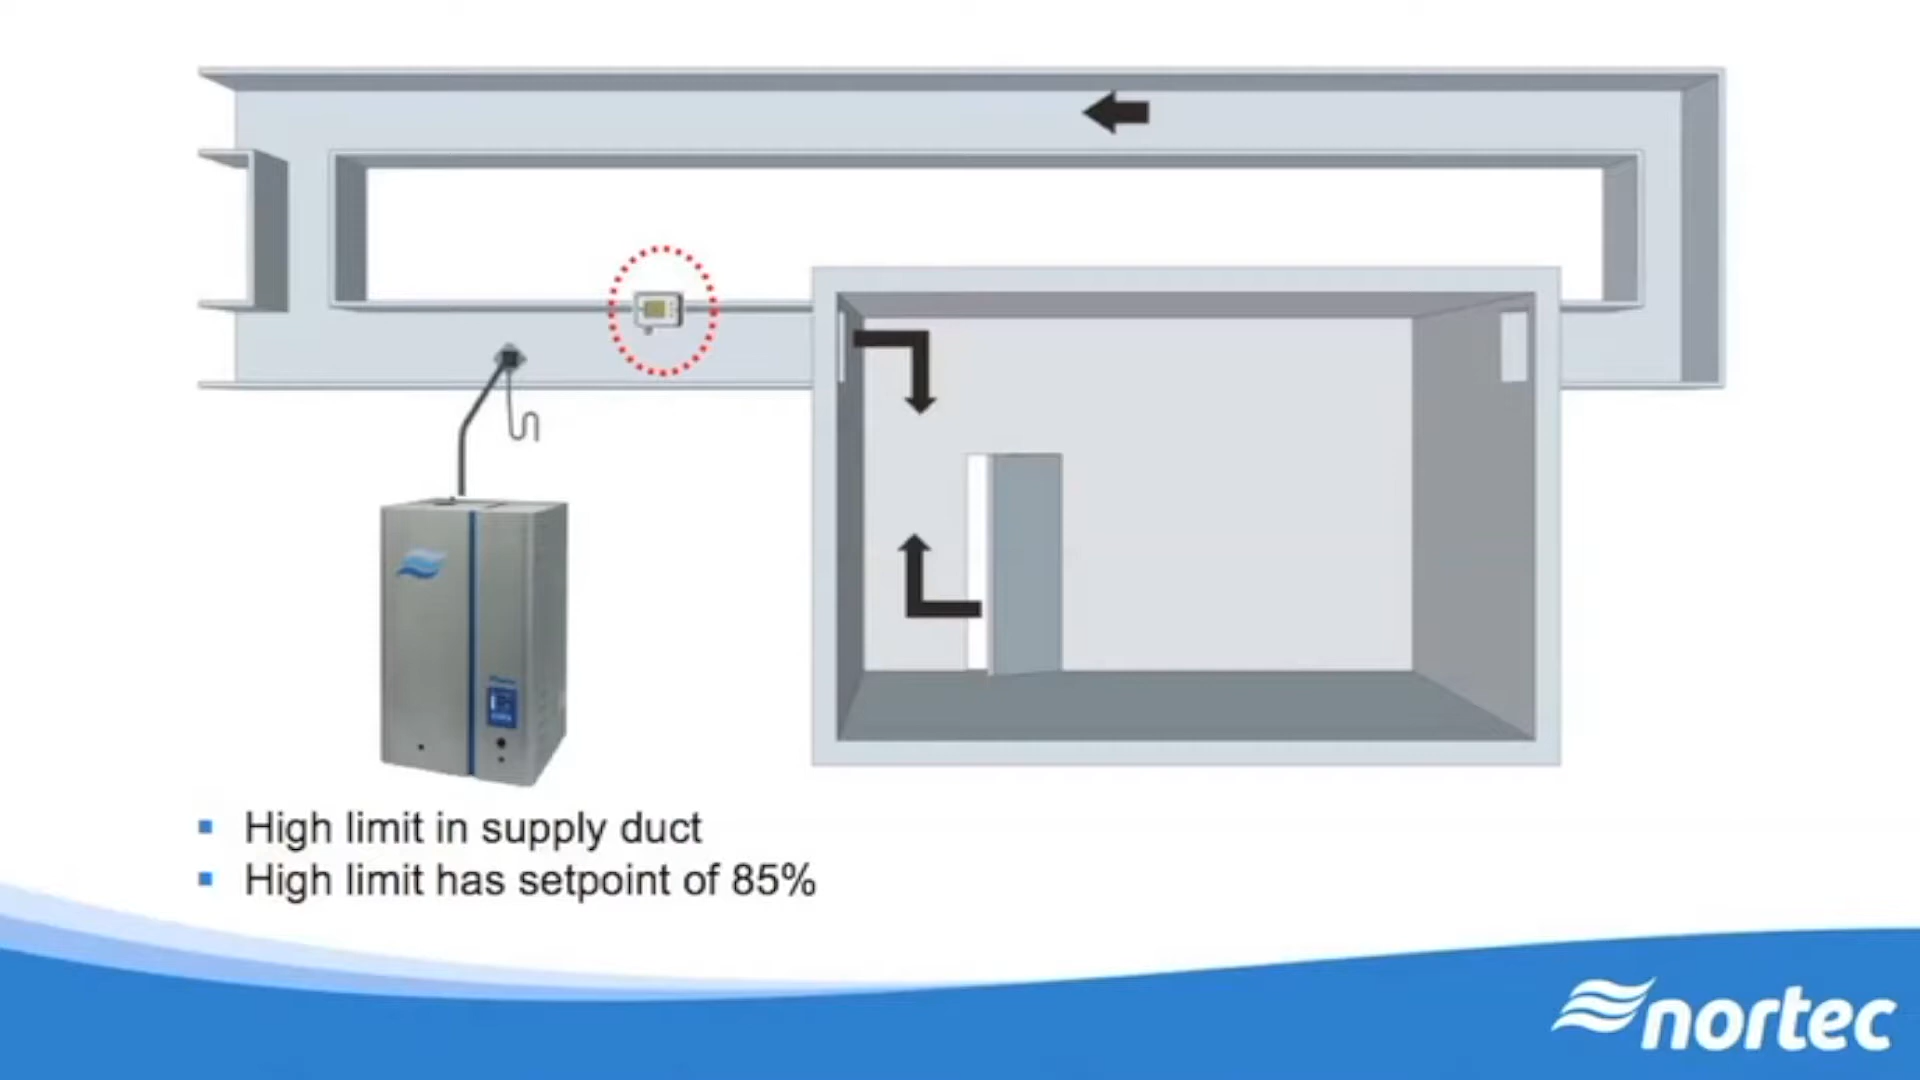 High limit in supply duct
High limit has setpoint of 85%
nortec